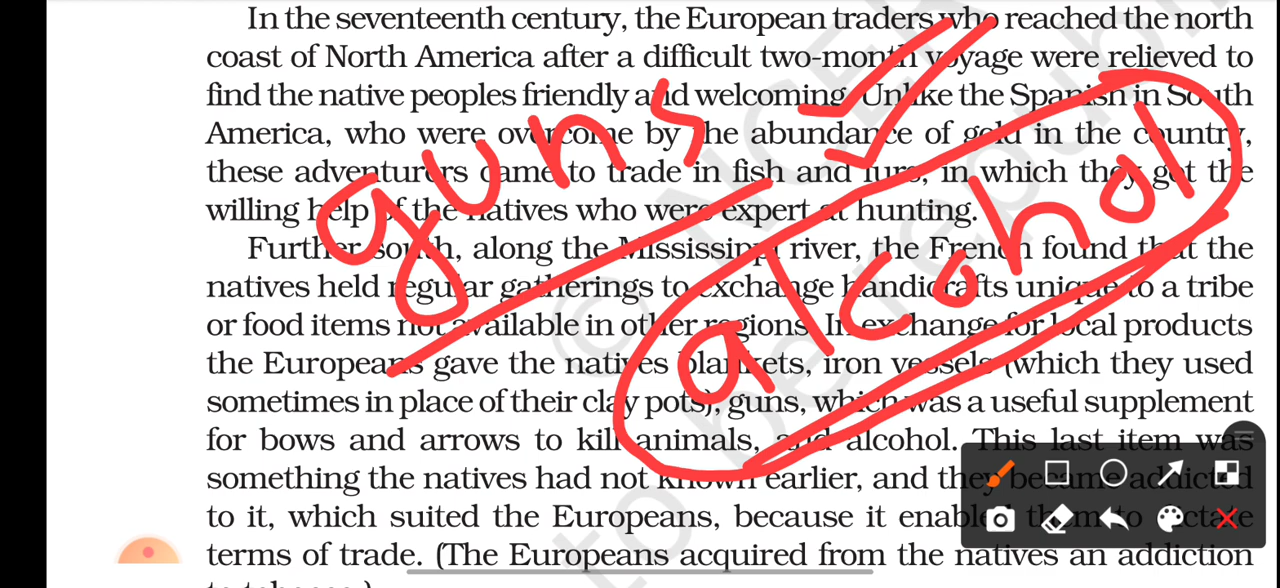 In the seventeenth century, the European traders who reached the north
coast of North America after a difficult two-month voyage were relieved to
find the native peoples friendly and welcoming. Unlike the Spanish in South
America, who were overcome by the abundance of gold in the country,
these adventurers came to trade in fish and furs, in which they got the
willing help of the natives who were expert at hunting.
Further south, along the Mississippi river, the French found that the
natives held regular gatherings to exchange handicrafts unique to a tribe
or food items not available in other regions. In exchange for local products
the Europeans gave the natives blankets, iron vessels (which they used
sometimes in place of their clay pots), guns, which was a useful supplement
for bows and arrows to kill animals, and alcohol. This last item was
something the natives had not known earlier, and they became addicted
to it, which suited the Europeans, because it enabled them to dictate
terms of trade. (The Europeans acquired from the natives an addiction
to tobacco.)
guns
alcohol
© NCERT
to be republi